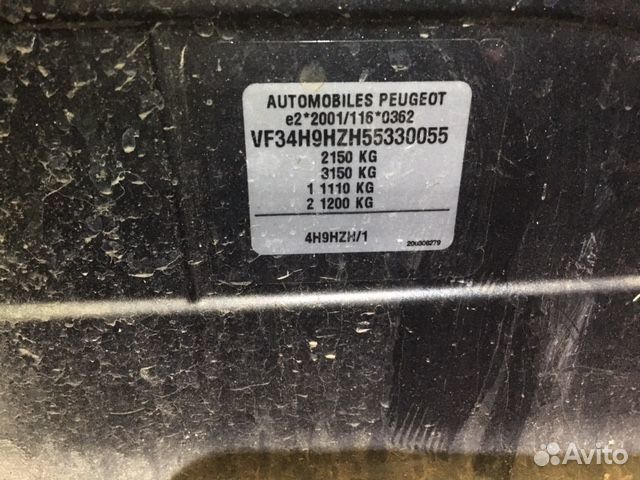 AUTOMOBILES PEUGEOT
e2*2001/116*0362
VF34H9HZH55330055
2150 KG
3150 KG
1 1110 KG
2 1200 KG
4H9HZH/1
Avito